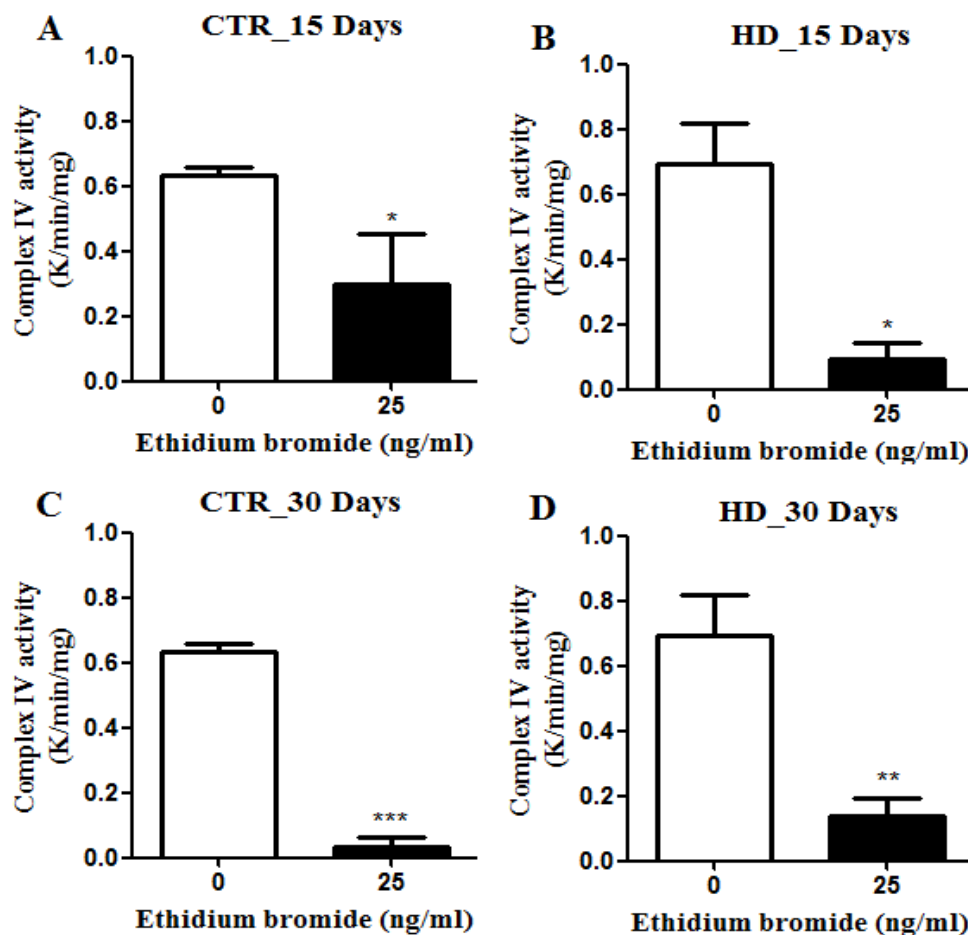 A
CTR_15 Days
Complex IV activity
(K/min/mg)
1.0
0.8
0.6
0.4
0.2
0.0
*
0
25
Ethidium bromide (ng/ml)
B
HD_15 Days
Complex IV activity
(K/min/mg)
1.0
0.8
0.6
0.4
0.2
0.0
*
0
25
Ethidium bromide (ng/ml)
C
CTR_30 Days
Complex IV activity
(K/min/mg)
1.0
0.8
0.6
0.4
0.2
0.0
***
0
25
Ethidium bromide (ng/ml)
D
HD_30 Days
Complex IV activity
(K/min/mg)
1.0
0.8
0.6
0.4
0.2
0.0
**
0
25
Ethidium bromide (ng/ml)